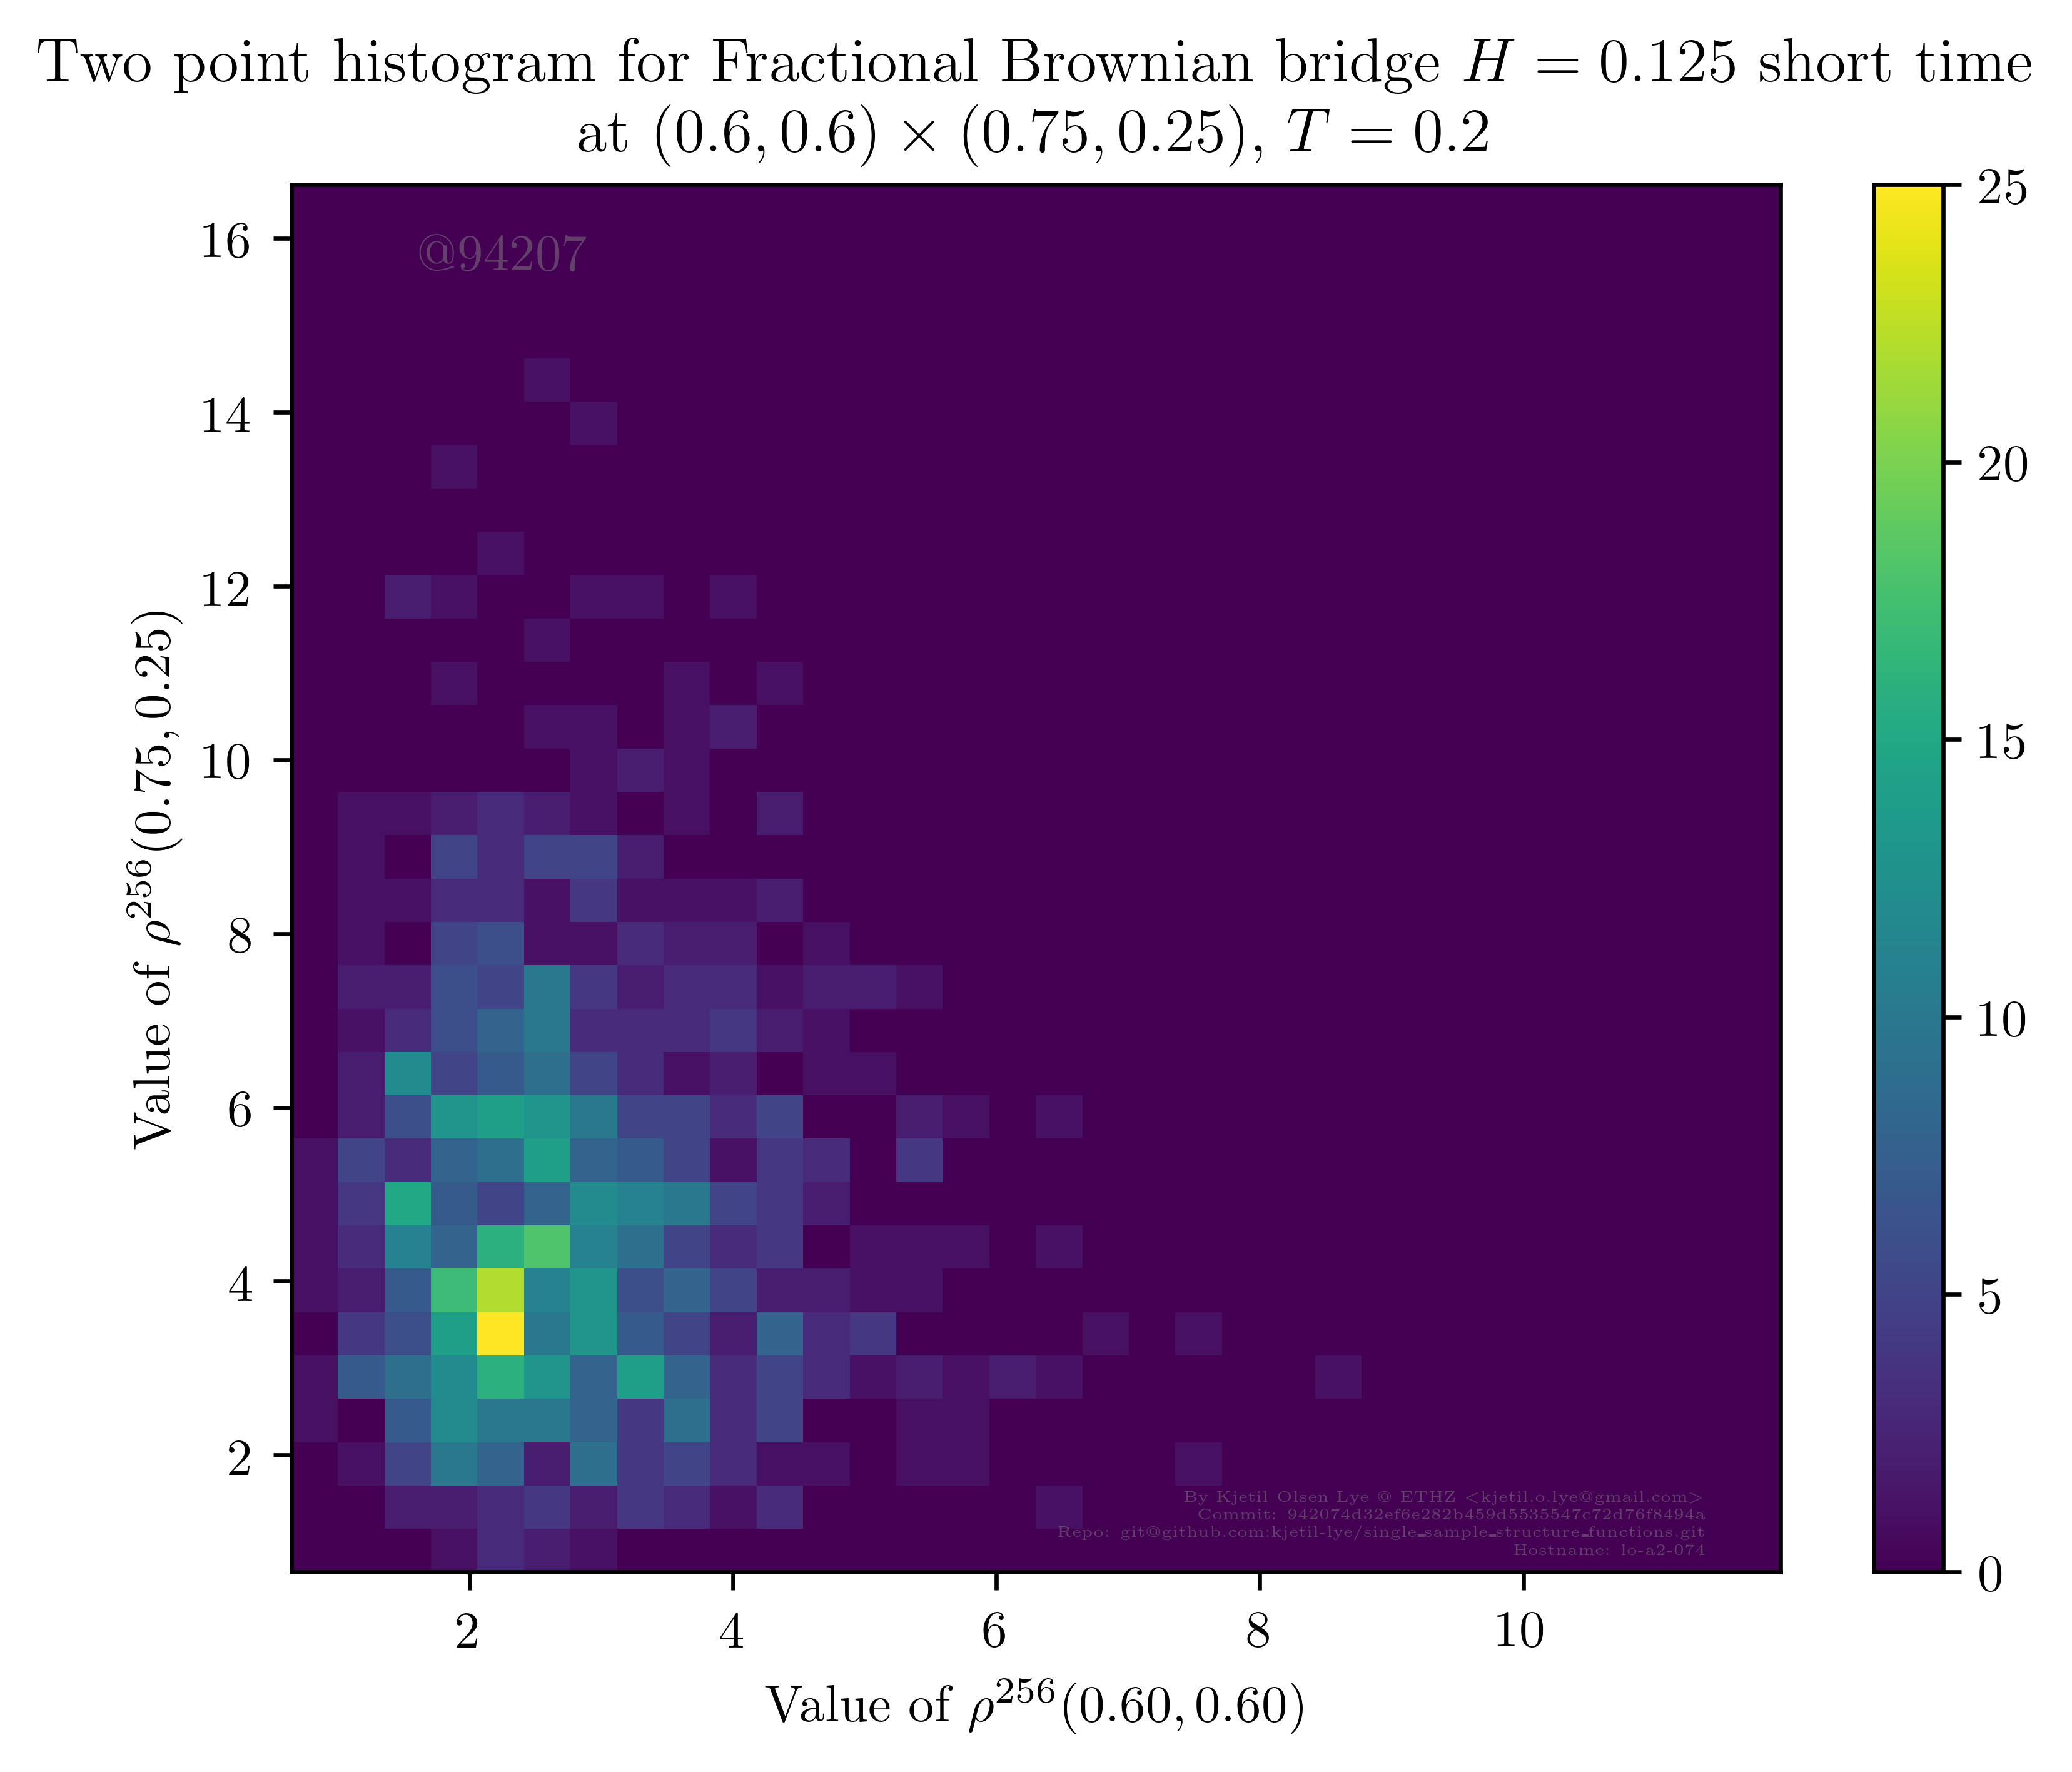 Two point histogram for Fractional Brownian bridge H = 0.125 short time
at (0.6, 0.6) × (0.75, 0.25), T = 0.2
@94207
16
14
12
10
8
6
4
2
Value of ρ²⁵⁶(0.75, 0.25)
2
4
6
8
10
Value of ρ²⁵⁶(0.60, 0.60)
25
20
15
10
5
0
By Kjetil Olsen Lye @ ETHZ <kjetil.o.lye@gmail.com>
Commit: 942074d32ef6e282b459d5535547c72d76f8494a
Repo: git@github.com:kjetil-lye/single_sample_structure_functions.git
Hostname: lo-a2-074